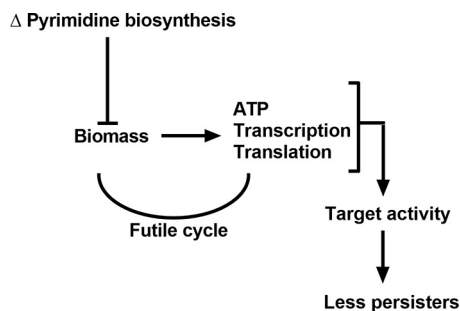 Δ Pyrimidine biosynthesis
Biomass
ATP
Transcription
Translation
Futile cycle
Target activity
Less persisters